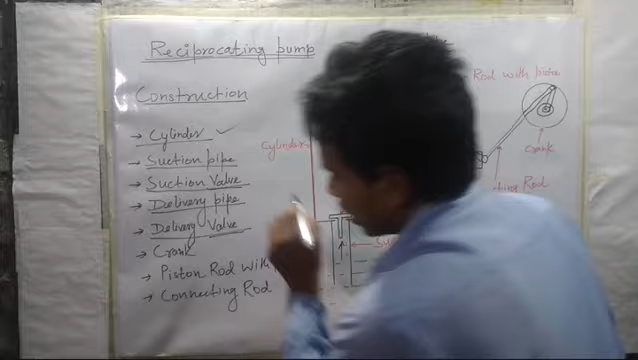 Reciprocating pump
Construction
→ Cylinder ✓
→ Suction pipe
→ Suction Valve
→ Delivery pipe
→ Delivery Valve
→ Crank
→ Piston Rod with
→ Connecting Rod
Cylinder
Rod with piston
Crank
Rod